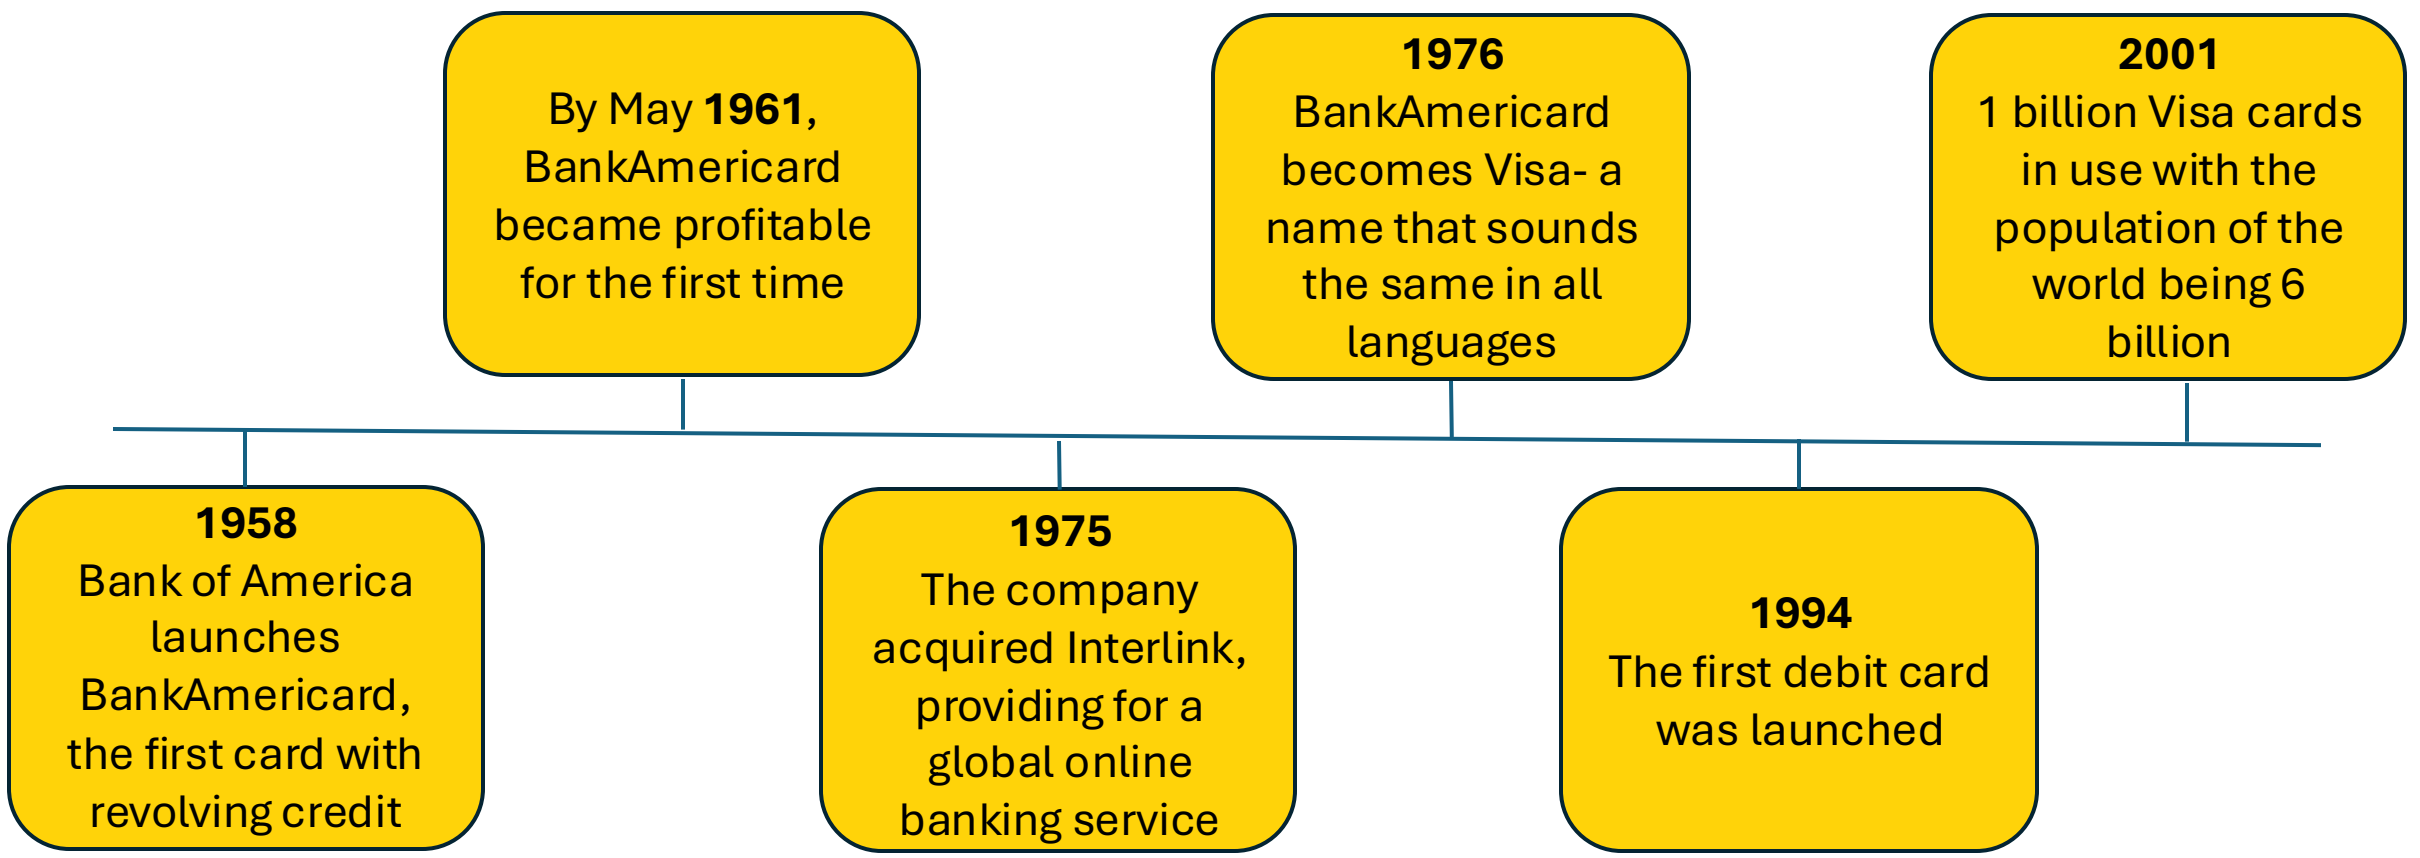 1958
Bank of America
launches
BankAmericard,
the first card with
revolving credit
By May 1961,
BankAmericard
became profitable
for the first time
1975
The company
acquired Interlink,
providing for a
global online
banking service
1976
BankAmericard
becomes Visa- a
name that sounds
the same in all
languages
1994
The first debit card
was launched
2001
1 billion Visa cards
in use with the
population of the
world being 6
billion